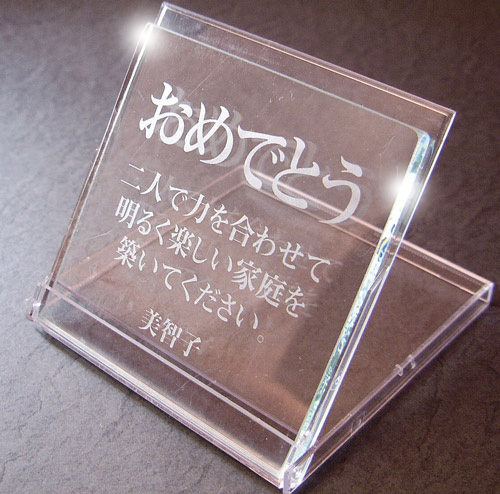 おめでとう
二人で力を合わせて
明るく楽しい家庭を
築いてください。
美智子